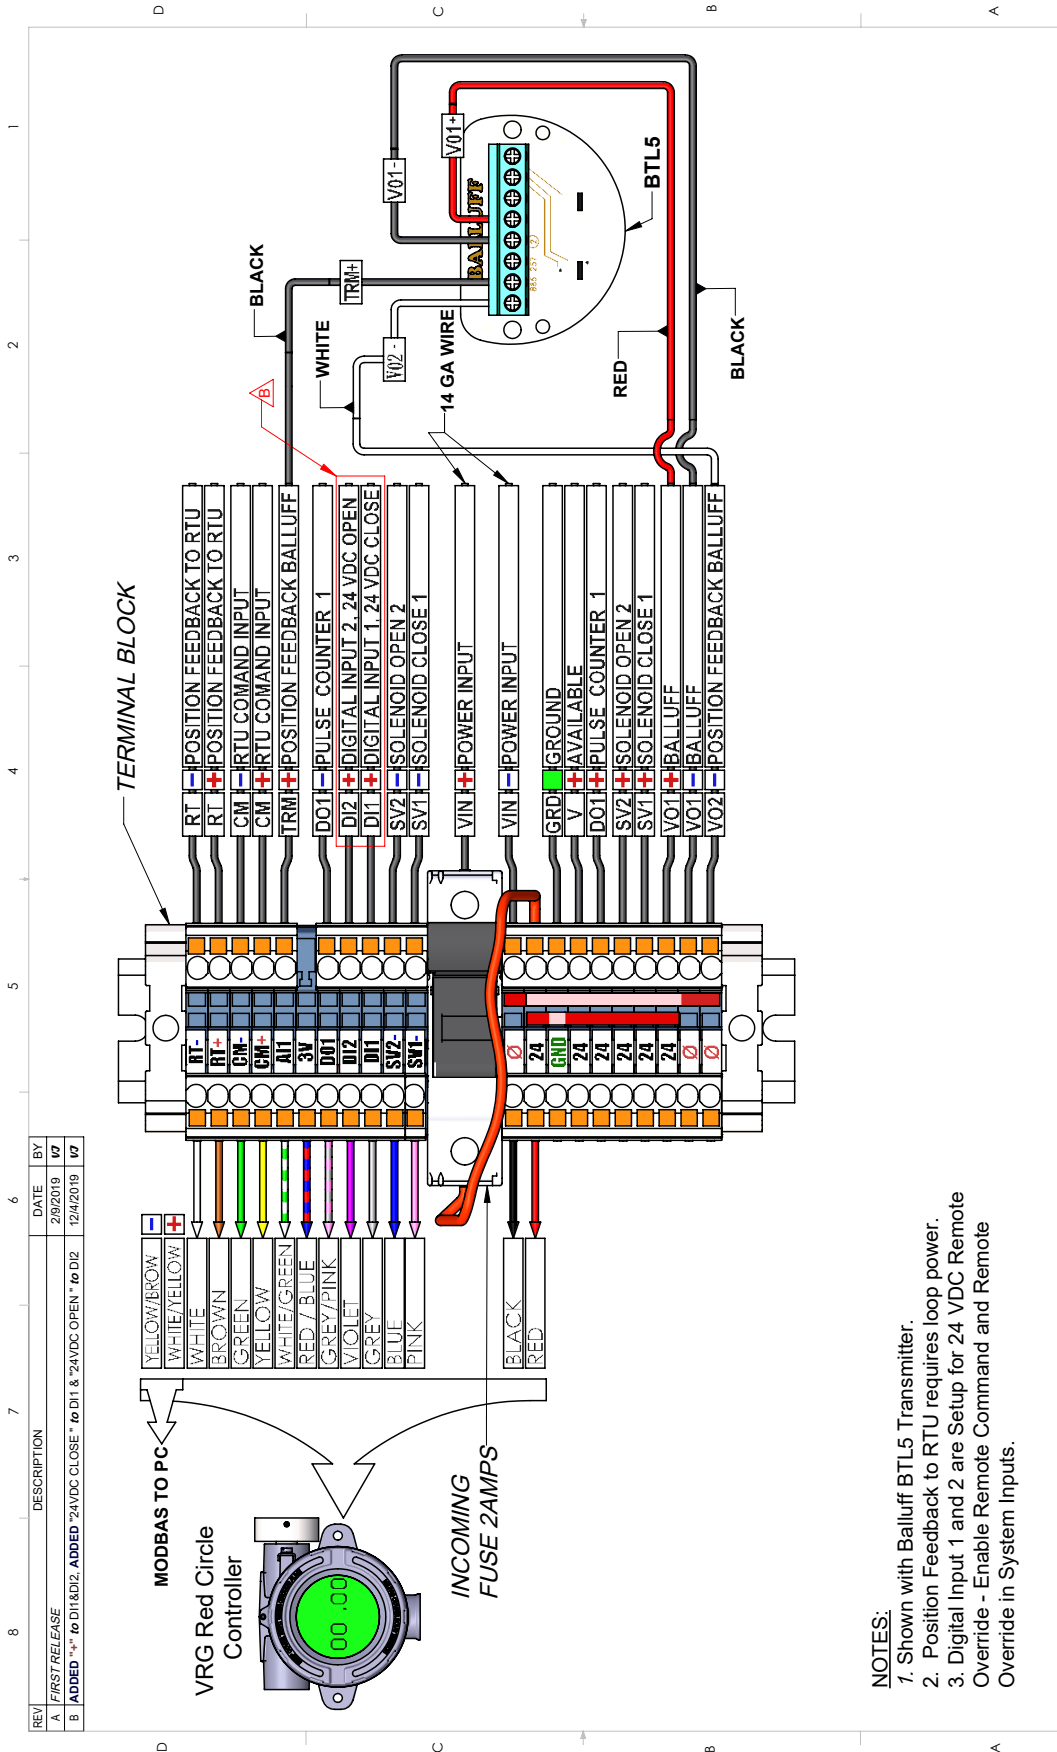 REV DESCRIPTION DATE BY
A FIRST RELEASE 2/9/2019 VJ
B ADDED "+" to DI1&DI2, ADDED "24VDC CLOSE " to DI1 & "24VDC OPEN " to DI2 12/4/2019 VJ
8 7 6 5 4 3 2 1
D D
C C
B B
A A
MODBAS TO PC
VRG Red Circle
Controller
00 .00
INCOMING
FUSE 2AMPS
YELLOW/BROW -
WHITE/YELLOW +
WHITE
BROWN
GREEN
YELLOW
WHITE/GREEN
RED / BLUE
GREY/PINK
VIOLET
GREY
BLUE
PINK
BLACK
RED
RT-
RT+
CM-
CM+
AI1
3V
DO1
DI2
DI1
SV2-
SV1-
Ø
24
GND
24
24
24
24
24
Ø
Ø
TERMINAL BLOCK
RT - POSITION FEEDBACK TO RTU
RT + POSITION FEEDBACK TO RTU
CM - RTU COMAND INPUT
CM + RTU COMAND INPUT
TRM + POSITION FEEDBACK BALLUFF
DO1 - PULSE COUNTER 1
DI2 + DIGITAL INPUT 2, 24 VDC OPEN
DI1 + DIGITAL INPUT 1, 24 VDC CLOSE
SV2 - SOLENOID OPEN 2
SV1 - SOLENOID CLOSE 1
VIN + POWER INPUT
VIN - POWER INPUT
GRD GROUND
V + AVAILABLE
DO1 + PULSE COUNTER 1
SV2 + SOLENOID OPEN 2
SV1 + SOLENOID CLOSE 1
VO1 + BALLUFF
VO1 - BALLUFF
VO2 - POSITION FEEDBACK BALLUFF
B
BLACK
WHITE
14 GA WIRE
TRM+
V02 -
V01-
V01+
BALLUFF
BTL5
RED
BLACK
NOTES:
1. Shown with Balluff BTL5 Transmitter.
2. Position Feedback to RTU requires loop power.
3. Digital Input 1 and 2 are Setup for 24 VDC Remote
Override - Enable Remote Command and Remote
Override in System Inputs.